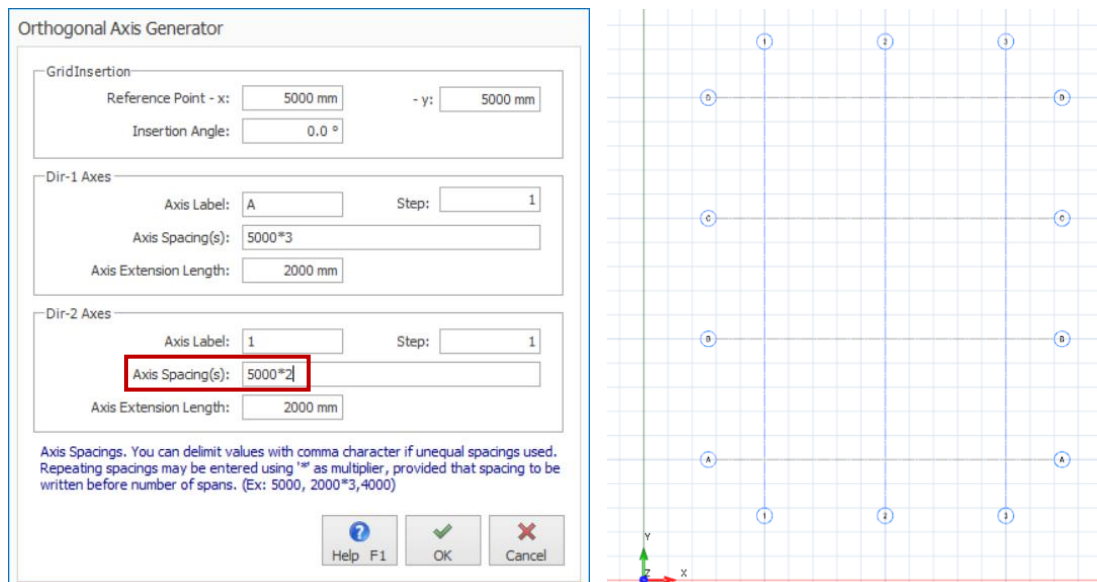 Orthogonal Axis Generator
GridInsertion
Reference Point - x: 5000 mm - y: 5000 mm
Insertion Angle: 0.0 °
Dir-1 Axes
Axis Label: A Step: 1
Axis Spacing(s): 5000*3
Axis Extension Length: 2000 mm
Dir-2 Axes
Axis Label: 1 Step: 1
Axis Spacing(s): 5000*2
Axis Extension Length: 2000 mm
Axis Spacings. You can delimit values with comma character if unequal spacings used.
Repeating spacings may be entered using '*' as multiplier, provided that spacing to be
written before number of spans. (Ex: 5000, 2000*3,4000)
? Help F1 OK Cancel
1 2 3
D D
C C
B B
A A
1 2 3
Y
Z X